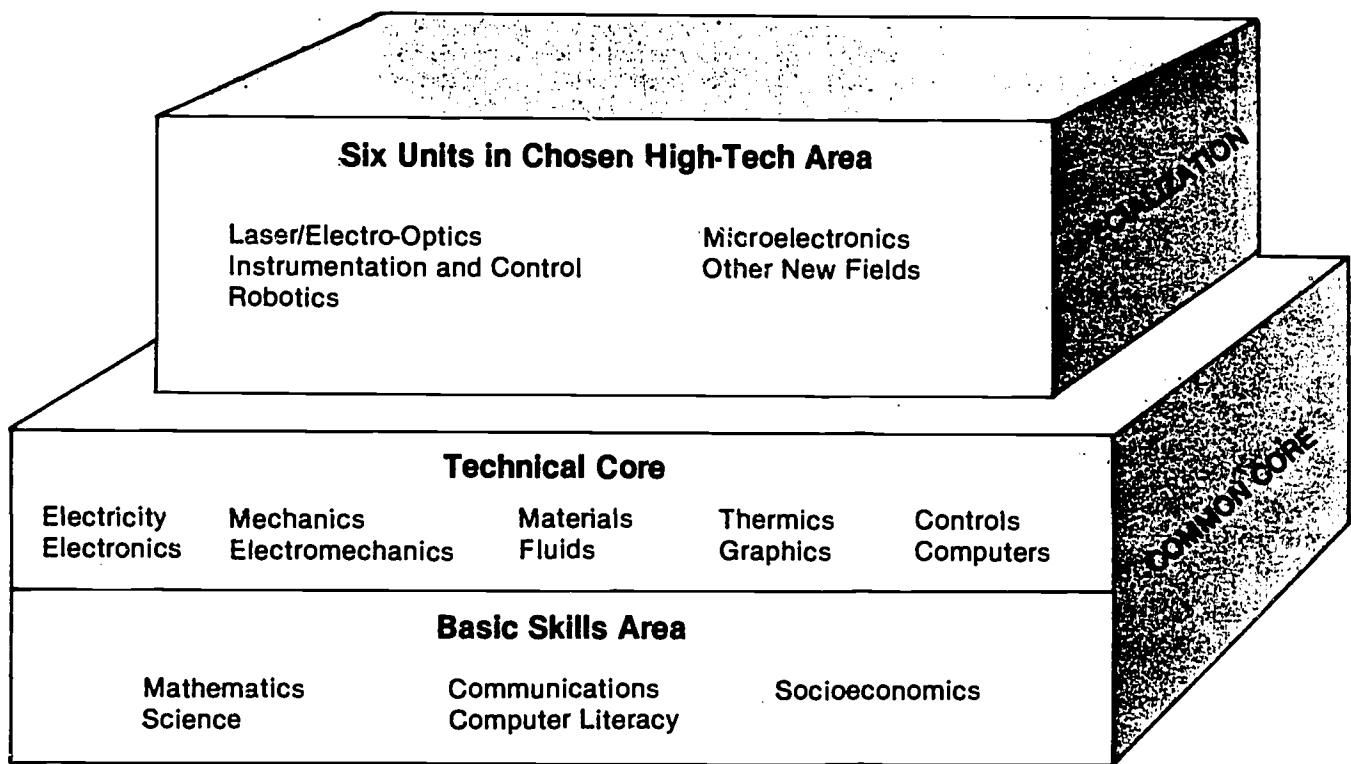 Six Units in Chosen High-Tech Area
Laser/Electro-Optics
Instrumentation and Control
Robotics
Microelectronics
Other New Fields
SPECIALIZATION
Technical Core
Electricity
Electronics
Mechanics
Electromechanics
Materials
Fluids
Thermics
Graphics
Controls
Computers
Basic Skills Area
Mathematics
Science
Communications
Computer Literacy
Socioeconomics
COMMON CORE